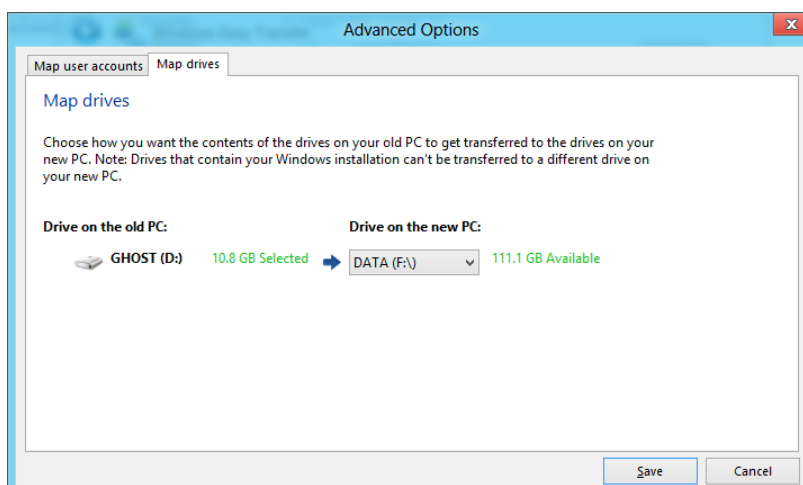 Advanced Options
Map user accounts Map drives
Map drives
Choose how you want the contents of the drives on your old PC to get transferred to the drives on your
new PC. Note: Drives that contain your Windows installation can't be transferred to a different drive on
your new PC.
Drive on the old PC: Drive on the new PC:
GHOST (D:) 10.8 GB Selected DATA (F:\) 111.1 GB Available
Save Cancel